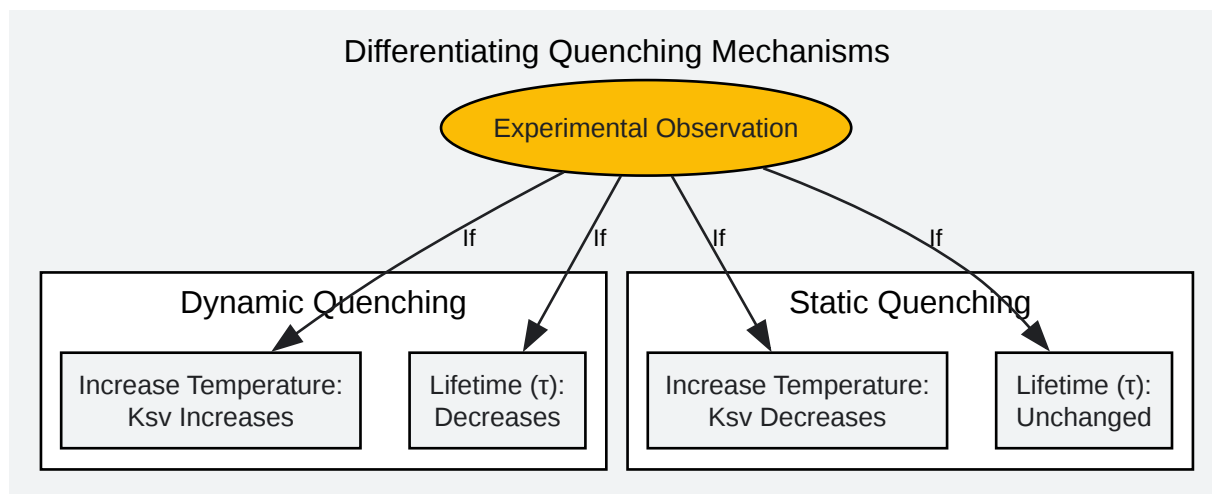 Differentiating Quenching Mechanisms
Experimental Observation
If
If
If
If
Dynamic Quenching
Static Quenching
Increase Temperature:
Ksv Increases
Lifetime (τ):
Decreases
Increase Temperature:
Ksv Decreases
Lifetime (τ):
Unchanged